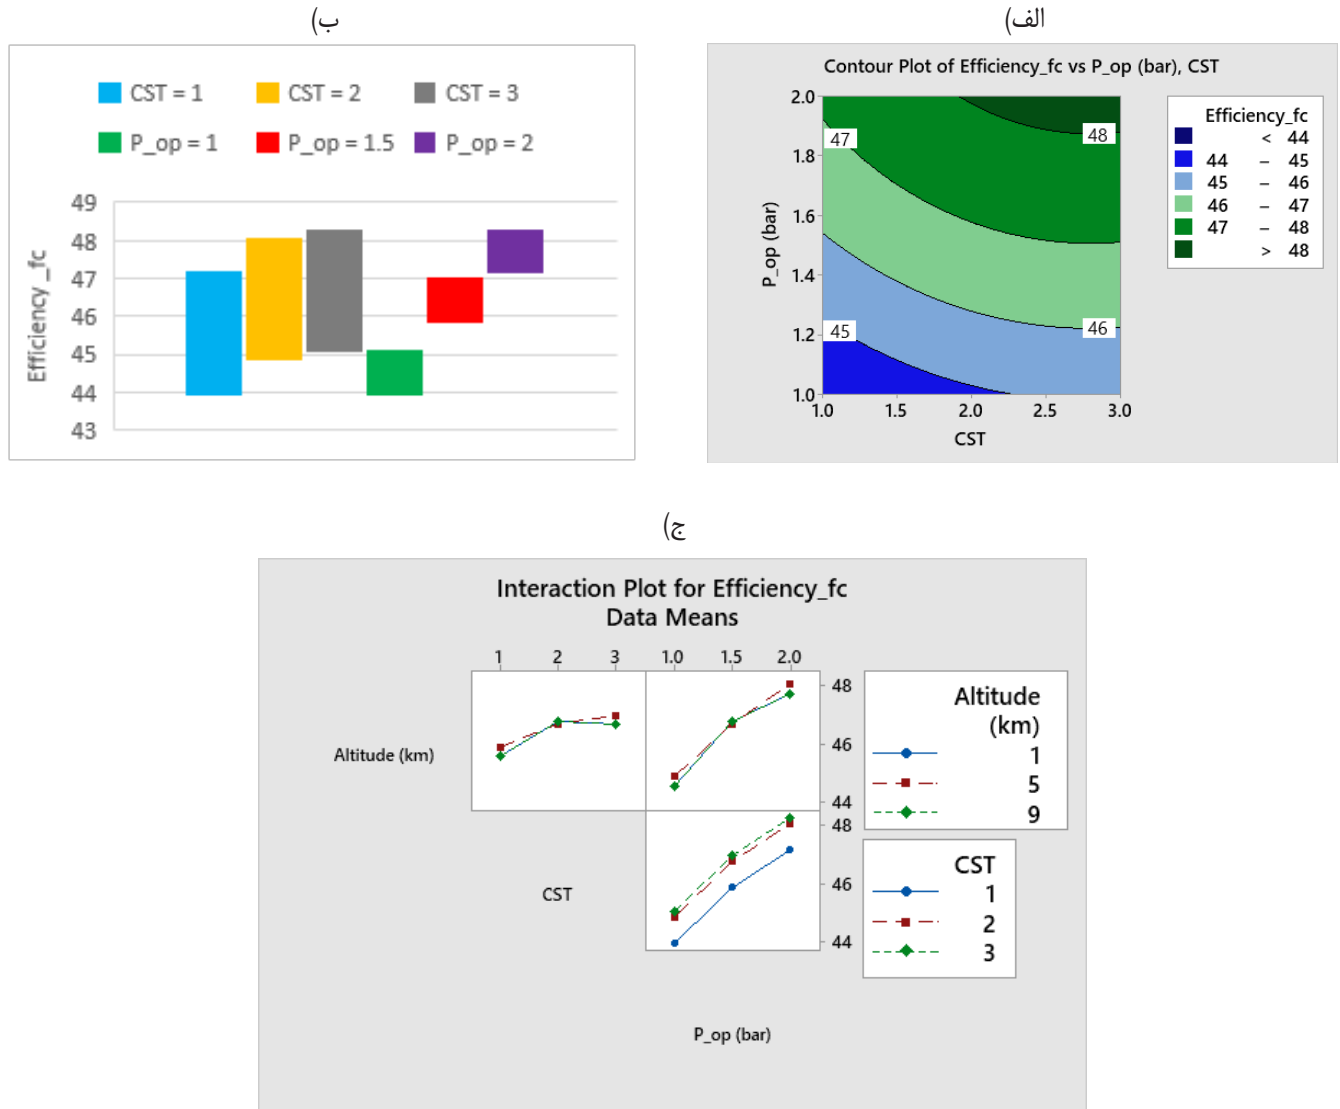 الف)
Contour Plot of Efficiency_fc vs P_op (bar), CST
2.0
1.8
1.6
1.4
1.2
1.0
P_op (bar)
47
48
45
46
1.0 1.5 2.0 2.5 3.0
CST
Efficiency_fc
< 44
44 – 45
45 – 46
46 – 47
47 – 48
> 48
ب)
CST = 1 CST = 2 CST = 3
P_op = 1 P_op = 1.5 P_op = 2
Efficiency _fc
49
48
47
46
45
44
43
ج)
Interaction Plot for Efficiency_fc
Data Means
1 2 3 1.0 1.5 2.0
48
46
44
48
46
44
Altitude (km)
CST
P_op (bar)
Altitude
(km)
1
5
9
CST
1
2
3